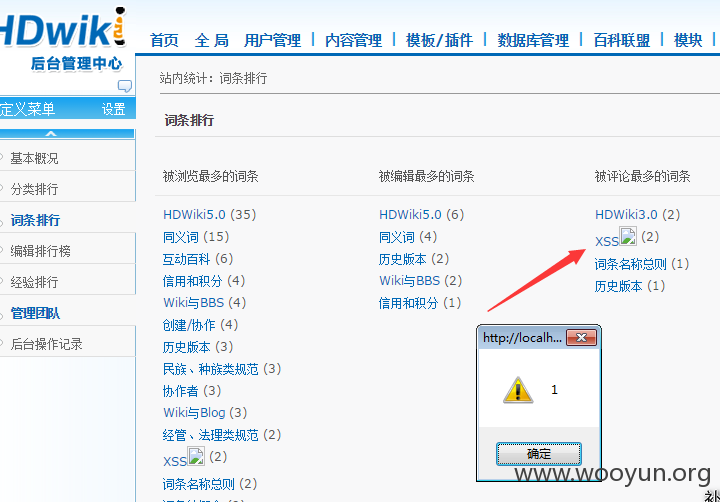 HDwiki
后台管理中心
首页 全 局 用户管理 | 内容管理 | 模板/插件 | 数据库管理 | 百科联盟 | 模块 |
定义菜单 设置
基本概况
分类排行
词条排行
编辑排行榜
经验排行
管理团队
后台操作记录
站内统计：词条排行
词条排行
被浏览最多的词条
HDWiki5.0 (35)
同义词 (15)
互动百科 (6)
信用和积分 (4)
Wiki与BBS (4)
创建/协作 (4)
历史版本 (3)
民族、种族类规范 (3)
协作者 (3)
Wiki与Blog (3)
经管、法理类规范 (2)
XSS (2)
词条名称总则 (2)
被编辑最多的词条
HDWiki5.0 (6)
同义词 (4)
历史版本 (2)
Wiki与BBS (2)
信用和积分 (1)
被评论最多的词条
HDWiki3.0 (2)
XSS (2)
词条名称总则 (1)
历史版本 (1)
http://localh...
1
确定
www.wooyun.org